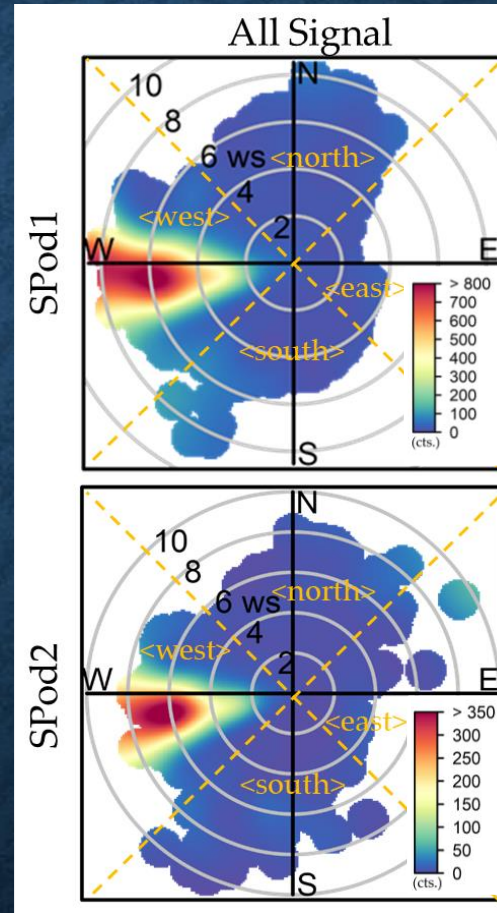 All Signal
SPod1
N
10
8
6 ws
<north>
4
<west>
2
W
E
<east>
<south>
S
> 800
700
600
500
400
300
200
100
0
(cts.)
SPod2
N
10
8
6 ws
<north>
4
<west>
2
W
E
<east>
<south>
S
> 350
300
250
200
150
100
50
0
(cts.)